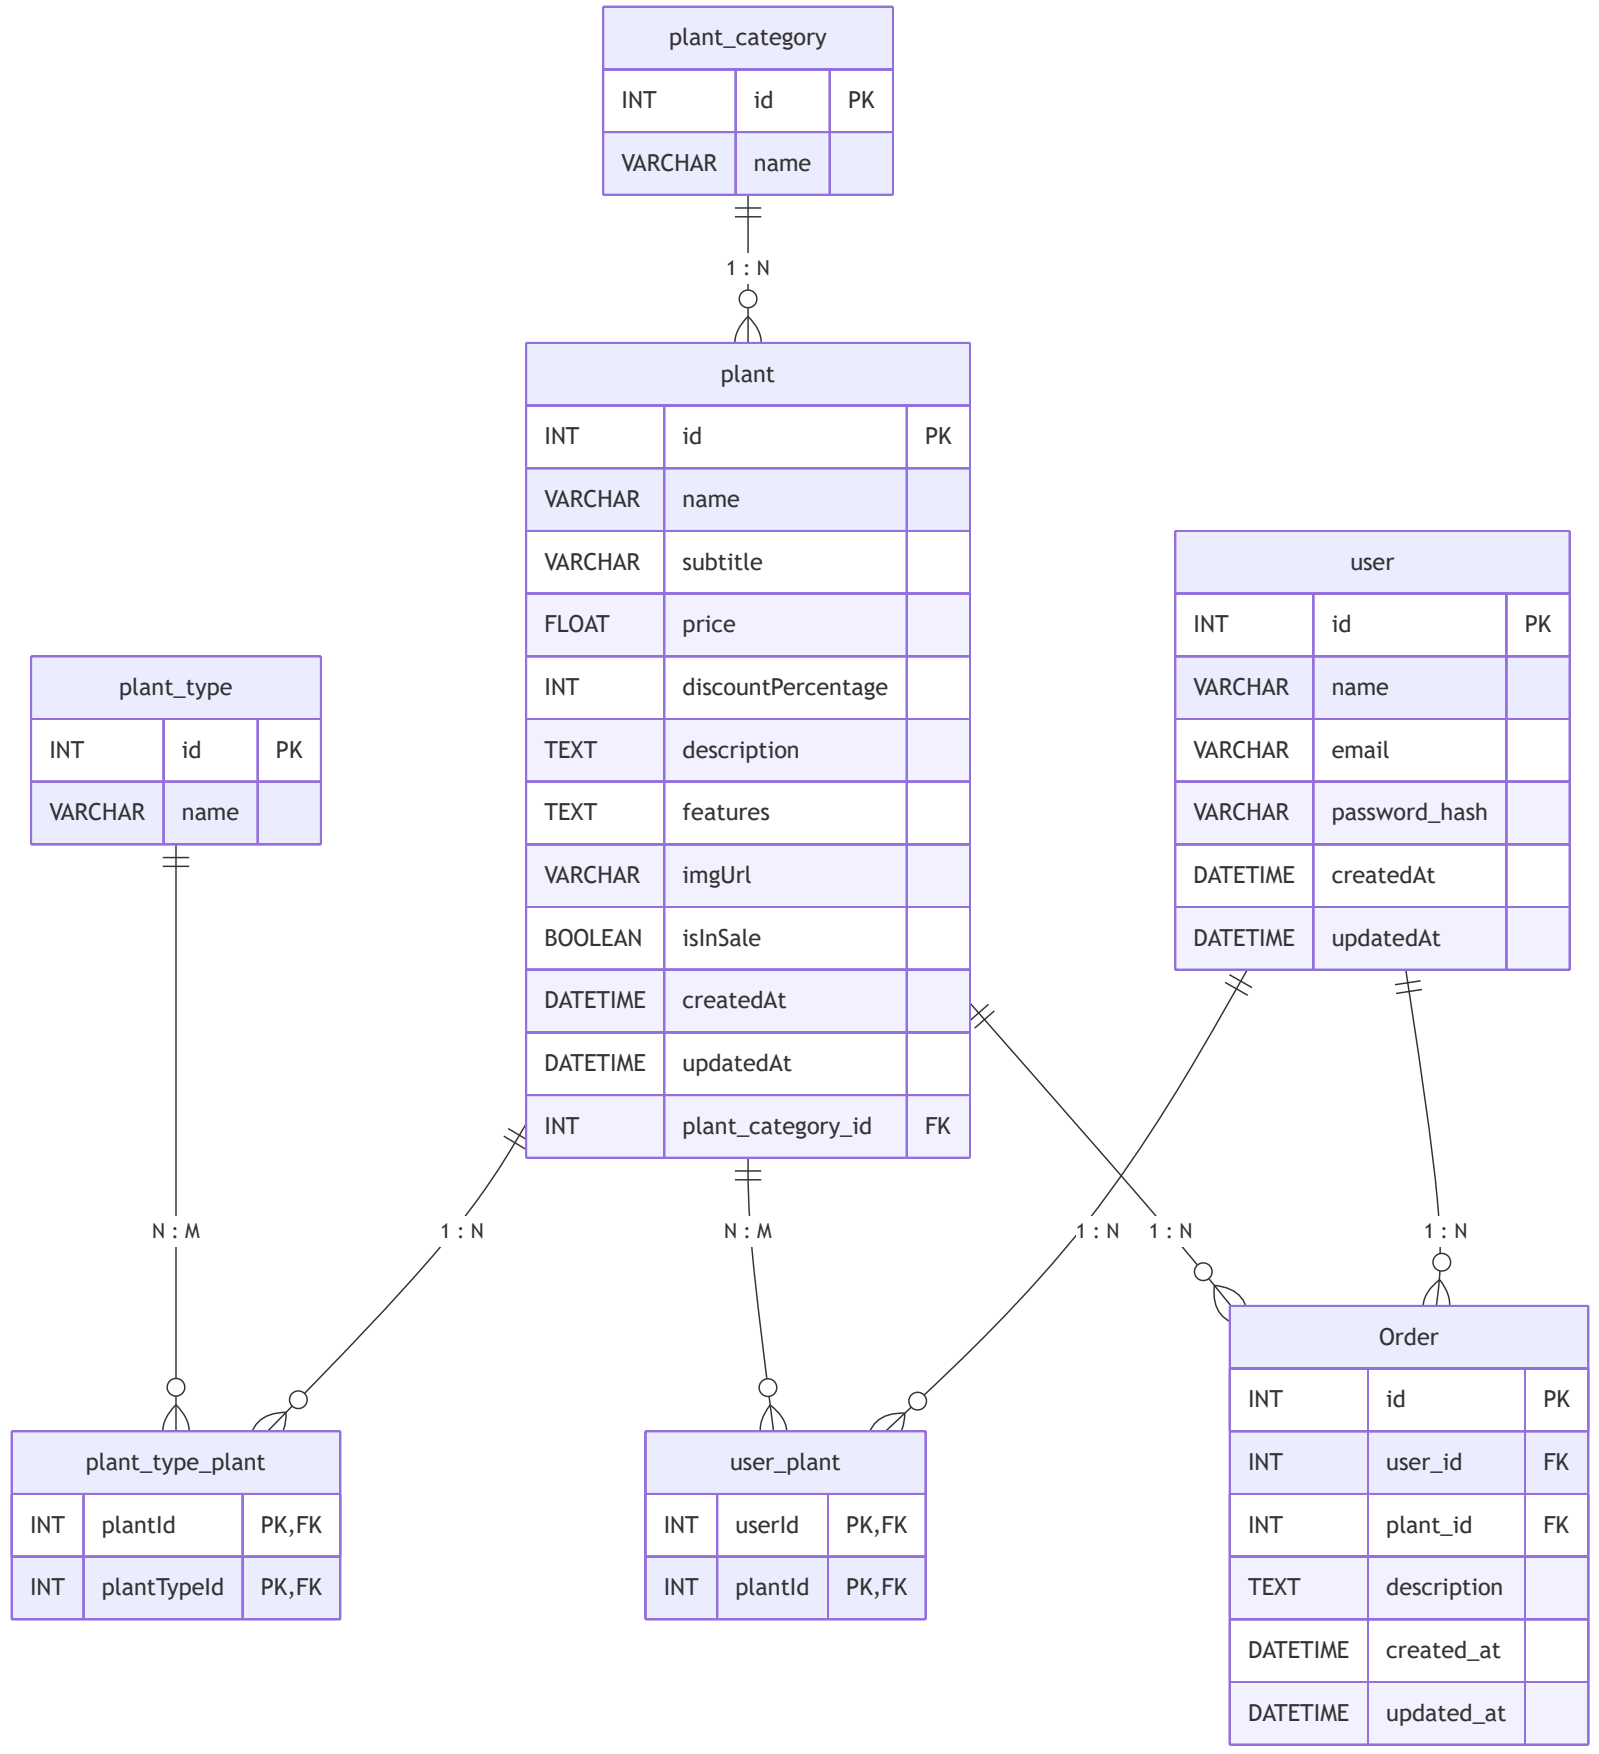 plant_category
INT id PK
VARCHAR name
1 : N
plant
INT id PK
VARCHAR name
VARCHAR subtitle
FLOAT price
INT discountPercentage
TEXT description
TEXT features
VARCHAR imgUrl
BOOLEAN isInSale
DATETIME createdAt
DATETIME updatedAt
INT plant_category_id FK
user
INT id PK
VARCHAR name
VARCHAR email
VARCHAR password_hash
DATETIME createdAt
DATETIME updatedAt
plant_type
INT id PK
VARCHAR name
N : M
1 : N
N : M
1 : N
1 : N
1 : N
plant_type_plant
INT plantId PK,FK
INT plantTypeId PK,FK
user_plant
INT userId PK,FK
INT plantId PK,FK
Order
INT id PK
INT user_id FK
INT plant_id FK
TEXT description
DATETIME created_at
DATETIME updated_at